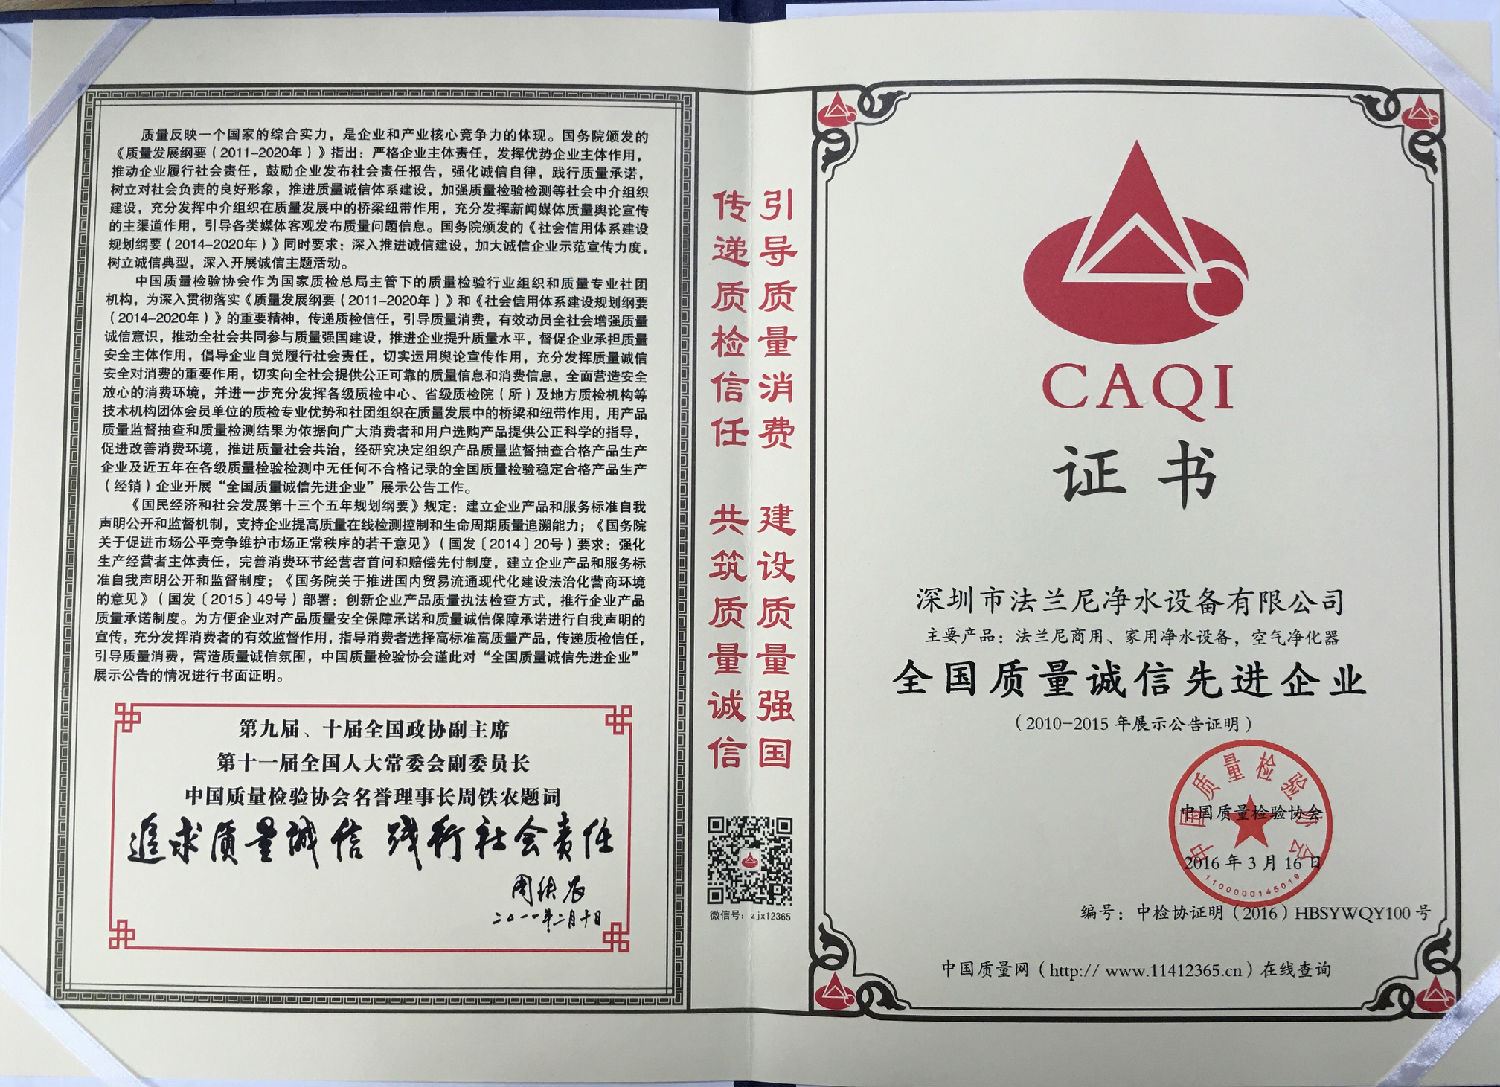 质量反映一个国家的综合实力，是企业和产业核心竞争力的体现。国务院颁发的
《质量发展纲要（2011-2020年）》指出：严格企业主体责任，发挥优势企业主体作用，
推动企业履行社会责任，鼓励企业发布社会责任报告，强化诚信自律，践行质量承诺，
树立对社会负责的良好形象，推进质量诚信体系建设，加强质量检验检测等社会中介组织
建设，充分发挥中介组织在质量发展中的桥梁纽带作用，充分发挥新闻媒体质量舆论宣传
的主渠道作用，引导各类媒体客观发布质量问题信息。国务院颁发的《社会信用体系建设
规划纲要（2014-2020年）》同时要求：深入推进诚信建设，加大诚信企业示范宣传力度，
树立诚信典型，深入开展诚信主题活动。
中国质量检验协会作为国家质检总局主管下的质量检验行业组织和质量专业社团
机构，为深入贯彻落实《质量发展纲要（2011-2020年）》和《社会信用体系建设规划纲要
（2014-2020年）》的重要精神，传递质检信任，引导质量消费，有效动员全社会增强质量
诚信意识，推动全社会共同参与质量强国建设，推进企业提升质量水平，督促企业承担质量
安全主体作用，倡导企业自觉履行社会责任，切实运用舆论宣传作用，充分发挥质量诚信
安全对消费的重要作用，切实向全社会提供公正可靠的质量信息和消费信息，全面营造安全
放心的消费环境，并进一步充分发挥各级质检中心、省级质检院（所）及地方质检机构等
技术机构团体会员单位的质检专业优势和社团组织在质量发展中的桥梁和纽带作用，用产品
质量监督抽查和质量检测结果为依据向广大消费者和用户选购产品提供公正科学的指导，
促进改善消费环境，推进质量社会共治，经研究决定组织产品质量监督抽查合格产品生产
企业及近五年在各级质量检验检测中无任何不合格记录的全国质量检验稳定合格产品生产
（经销）企业开展“全国质量诚信先进企业”展示公告工作。
《国民经济和社会发展第十三个五年规划纲要》规定：建立企业产品和服务标准自我
声明公开和监督机制，支持企业提高质量在线检测控制和生命周期质量追溯能力；《国务院
关于促进市场公平竞争维护市场正常秩序的若干意见》（国发〔2014〕20号）要求：强化
生产经营者主体责任，完善消费环节经营者首问和赔偿先付制度，建立企业产品和服务标
准自我声明公开和监督制度；《国务院关于推进国内贸易流通现代化建设法治化营商环境
的意见》（国发〔2015〕49号）部署：创新企业产品质量执法检查方式，推行企业产品
质量承诺制度。为方便企业对产品质量安全保障承诺和质量诚信保障承诺进行自我声明的
宣传，充分发挥消费者的有效监督作用，指导消费者选择高标准高质量产品，传递质检信任，
引导质量消费，营造质量诚信氛围，中国质量检验协会谨此对“全国质量诚信先进企业”
展示公告的情况进行书面证明。
第九届、十届全国政协副主席
第十一届全国人大常委会副委员长
中国质量检验协会名誉理事长周铁农题词
追求质量诚信 践行社会责任
周铁农
二〇一一年二月十日
引导质量消费 建设质量强国
传递质检信任 共筑质量诚信
微信号：zjx12365
CAQI
证书
深圳市法兰尼净水设备有限公司
主要产品：法兰尼商用、家用净水设备，空气净化器
全国质量诚信先进企业
（2010-2015年展示公告证明）
中国质量检验协会
中国质量检验协会
2016年3月16日
1100000145018
编号：中检协证明（2016）HBSYWQY100号
中国质量网（http:// www.11412365.cn）在线查询